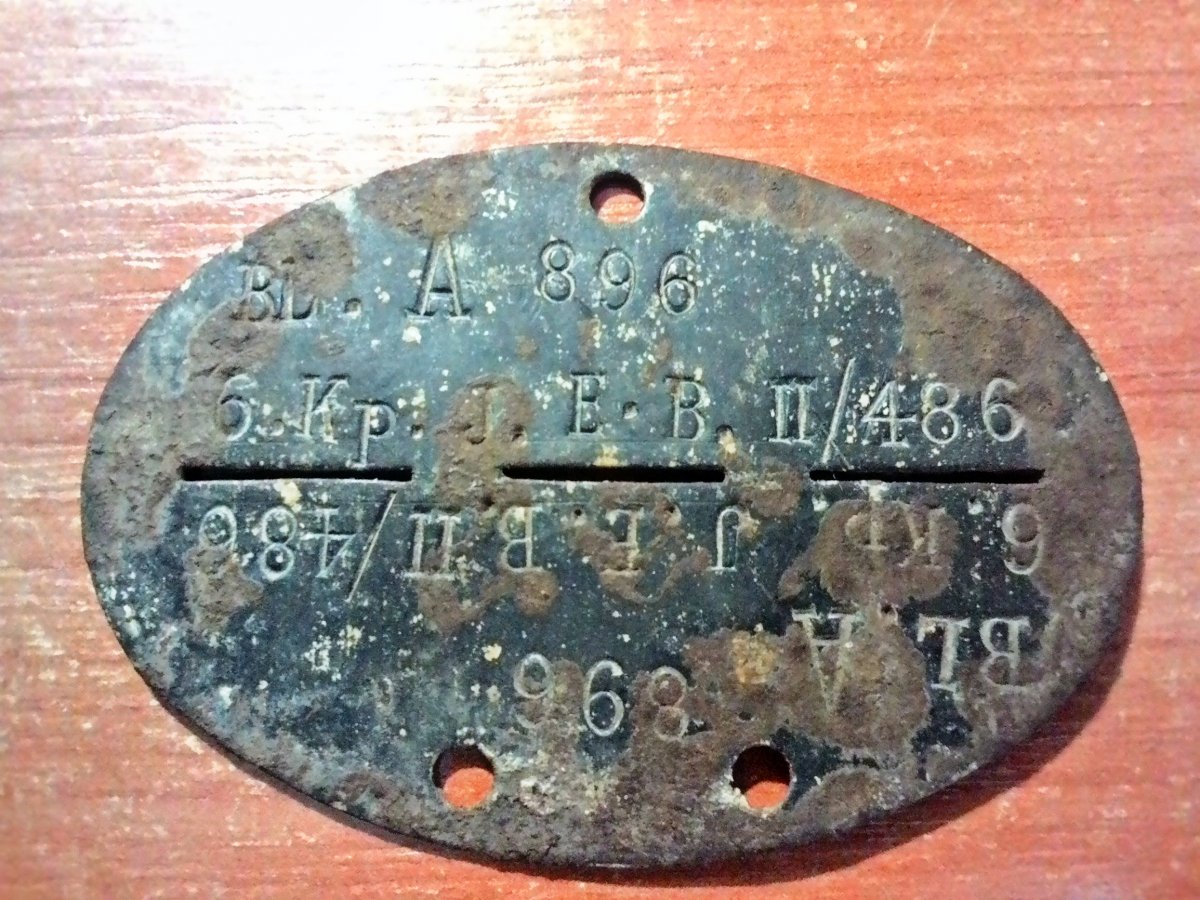 BL. A 896
6.Kp. J. E. B. II/486
6 KP J. E. B II/486
BL A
896